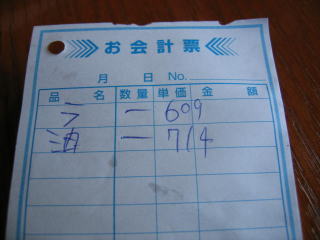 お会計票
月 日 No.
品 名 数量 単価 金 額
ラ 一 609
油 一 714